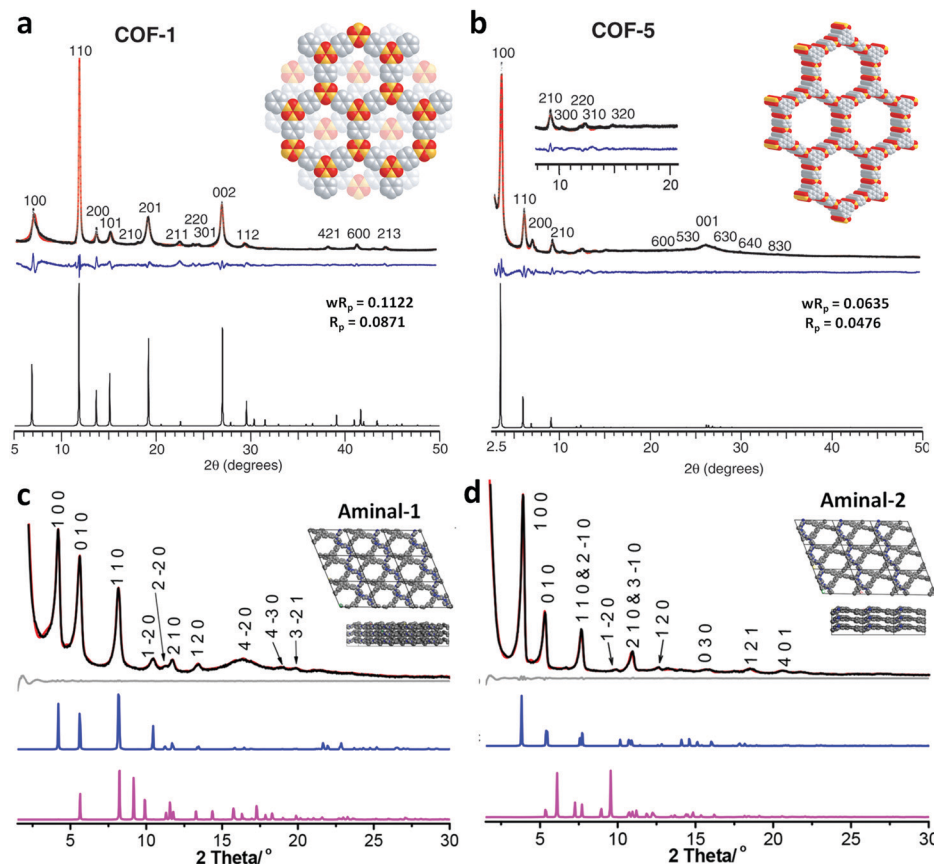 a
COF-1
110
100
200
101
210
201
211
220
301
002
112
421
600
213
wRp = 0.1122
Rp = 0.0871
5
10
20
30
40
50
2θ (degrees)
b
COF-5
100
210
300
220
310
320
10
20
110
200
210
001
600
530
630
640
830
wRp = 0.0635
Rp = 0.0476
2.5
10
20
30
40
50
2θ (degrees)
c
Aminal-1
1 0 0
0 1 0
1 1 0
1 -2 0
2 -2 0
2 1 0
1 2 0
4 -2 0
4 -3 0
3 -2 1
5
10
15
20
25
30
2 Theta/°
d
Aminal-2
1 0 0
0 1 0
1 1 0 & 2 -1 0
1 -2 0
2 1 0 & 3 -1 0
1 2 0
0 3 0
1 2 1
4 0 1
5
10
15
20
25
30
2 Theta/°